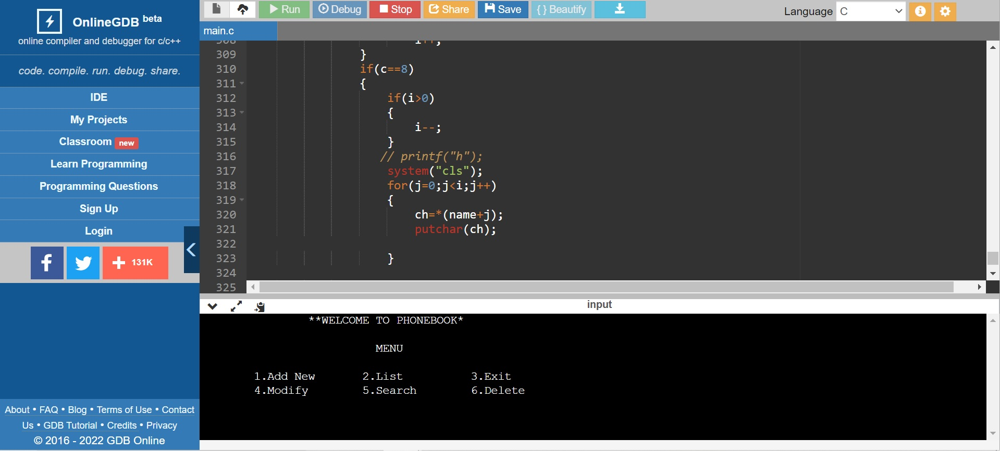 OnlineGDB beta
online compiler and debugger for c/c++
code. compile. run. debug. share.
IDE
My Projects
Classroom new
Learn Programming
Programming Questions
Sign Up
Login
131K
About • FAQ • Blog • Terms of Use • Contact
Us • GDB Tutorial • Credits • Privacy
© 2016 - 2022 GDB Online
Run Debug Stop Share Save {} Beautify
Language C
main.c
308 i++;
309 }
310 if(c==8)
311 {
312 if(i>0)
313 {
314 i--;
315 }
316 // printf("h");
317 system("cls");
318 for(j=0;j<i;j++)
319 {
320 ch=*(name+j);
321 putchar(ch);
322
323 }
324
325
input
**WELCOME TO PHONEBOOK*
MENU
1.Add New 2.List 3.Exit
4.Modify 5.Search 6.Delete